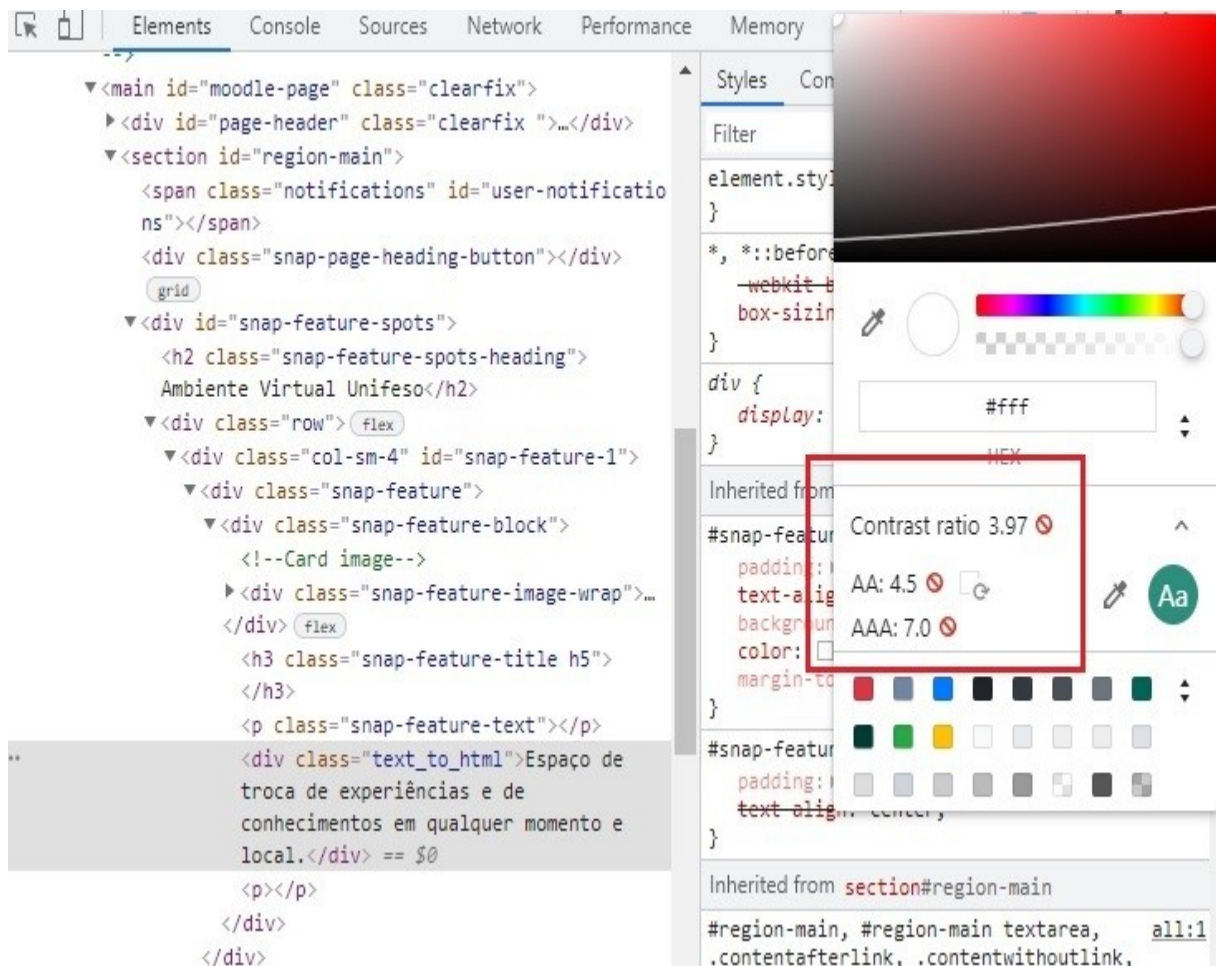 Elements Console Sources Network Performance Memory
-->
▼<main id="moodle-page" class="clearfix">
▶<div id="page-header" class="clearfix ">…</div>
▼<section id="region-main">
<span class="notifications" id="user-notificatio
ns"></span>
<div class="snap-page-heading-button"></div>
grid
▼<div id="snap-feature-spots">
<h2 class="snap-feature-spots-heading">
Ambiente Virtual Unifeso</h2>
▼<div class="row"> flex
▼<div class="col-sm-4" id="snap-feature-1">
▼<div class="snap-feature">
▼<div class="snap-feature-block">
<!--Card image-->
▶<div class="snap-feature-image-wrap">…
</div> flex
<h3 class="snap-feature-title h5">
</h3>
<p class="snap-feature-text"></p>
<div class="text_to_html">Espaço de
troca de experiências e de
conhecimentos em qualquer momento e
local.</div> == $0
<p></p>
</div>
</div>
Styles
Filter
element.styl
}
*, *::before
-webkit-b
box-sizin
}
div {
display:
}
Inherited from
#snap-featur
padding:
text-alig
backgroun
color:
margin-to
}
#snap-featur
padding:
text-align: center;
}
Inherited from section#region-main
#region-main, #region-main textarea, all:1
.contentafterlink, .contentwithoutlink,
#fff
HEX
Contrast ratio 3.97
AA: 4.5
AAA: 7.0
Aa